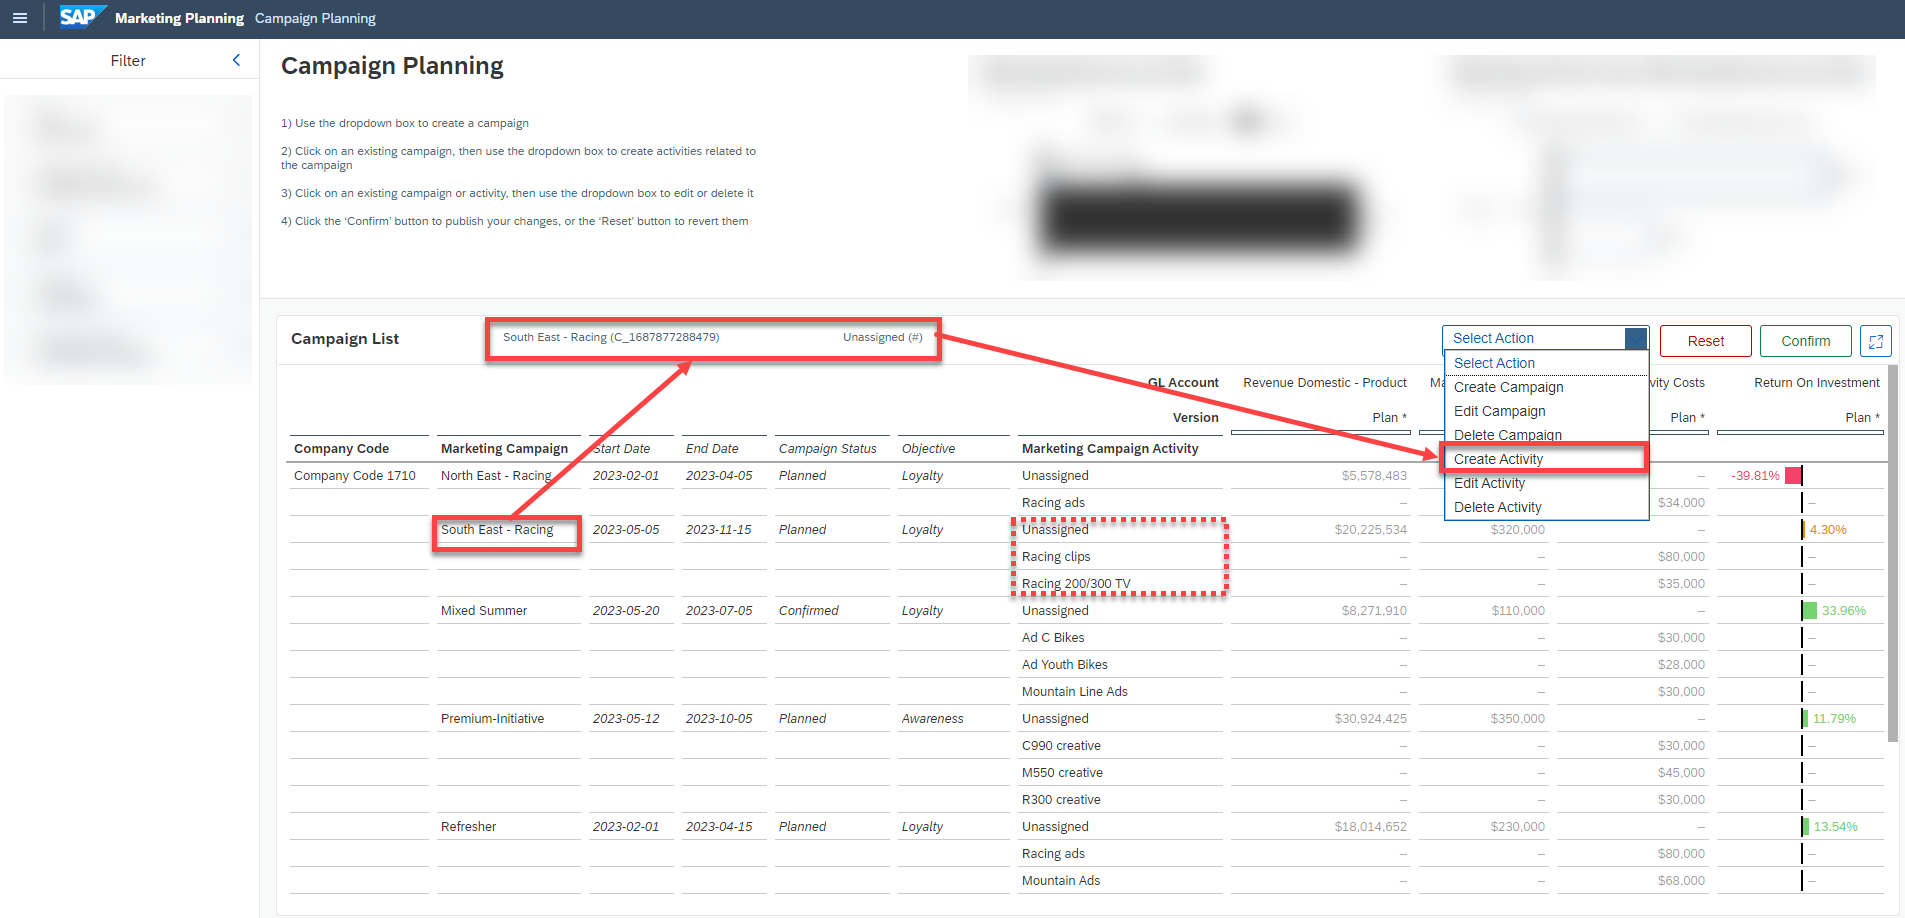 SAP Marketing Planning Campaign Planning
Filter
Campaign Planning
1) Use the dropdown box to create a campaign
2) Click on an existing campaign, then use the dropdown box to create activities related to
the campaign
3) Click on an existing campaign or activity, then use the dropdown box to edit or delete it
4) Click the ‘Confirm’ button to publish your changes, or the ‘Reset’ button to revert them
Campaign List South East - Racing (C_1687877288479) Unassigned (#) Select Action Reset Confirm
Select Action
Create Campaign
Edit Campaign
Delete Campaign
Create Activity
Edit Activity
Delete Activity
GL Account Revenue Domestic - Product Costs Return On Investment
Version Plan * Plan * Plan *
Company Code Marketing Campaign Start Date End Date Campaign Status Objective Marketing Campaign Activity
Company Code 1710 North East - Racing 2023-02-01 2023-04-05 Planned Loyalty Unassigned $5,578,483 – -39.81%
Racing ads – $34,000 –
South East - Racing 2023-05-05 2023-11-15 Planned Loyalty Unassigned $20,225,534 $320,000 – 4.30%
Racing clips – – $80,000 –
Racing 200/300 TV – – $35,000 –
Mixed Summer 2023-05-20 2023-07-05 Confirmed Loyalty Unassigned $8,271,910 $110,000 – 33.96%
Ad C Bikes – – $30,000 –
Ad Youth Bikes – – $28,000 –
Mountain Line Ads – – $30,000 –
Premium-Initiative 2023-05-12 2023-10-05 Planned Awareness Unassigned $30,924,425 $350,000 – 11.79%
C990 creative – – $30,000 –
M550 creative – – $45,000 –
R300 creative – – $30,000 –
Refresher 2023-02-01 2023-04-15 Planned Loyalty Unassigned $18,014,652 $230,000 – 13.54%
Racing ads – – $80,000 –
Mountain Ads – – $68,000 –